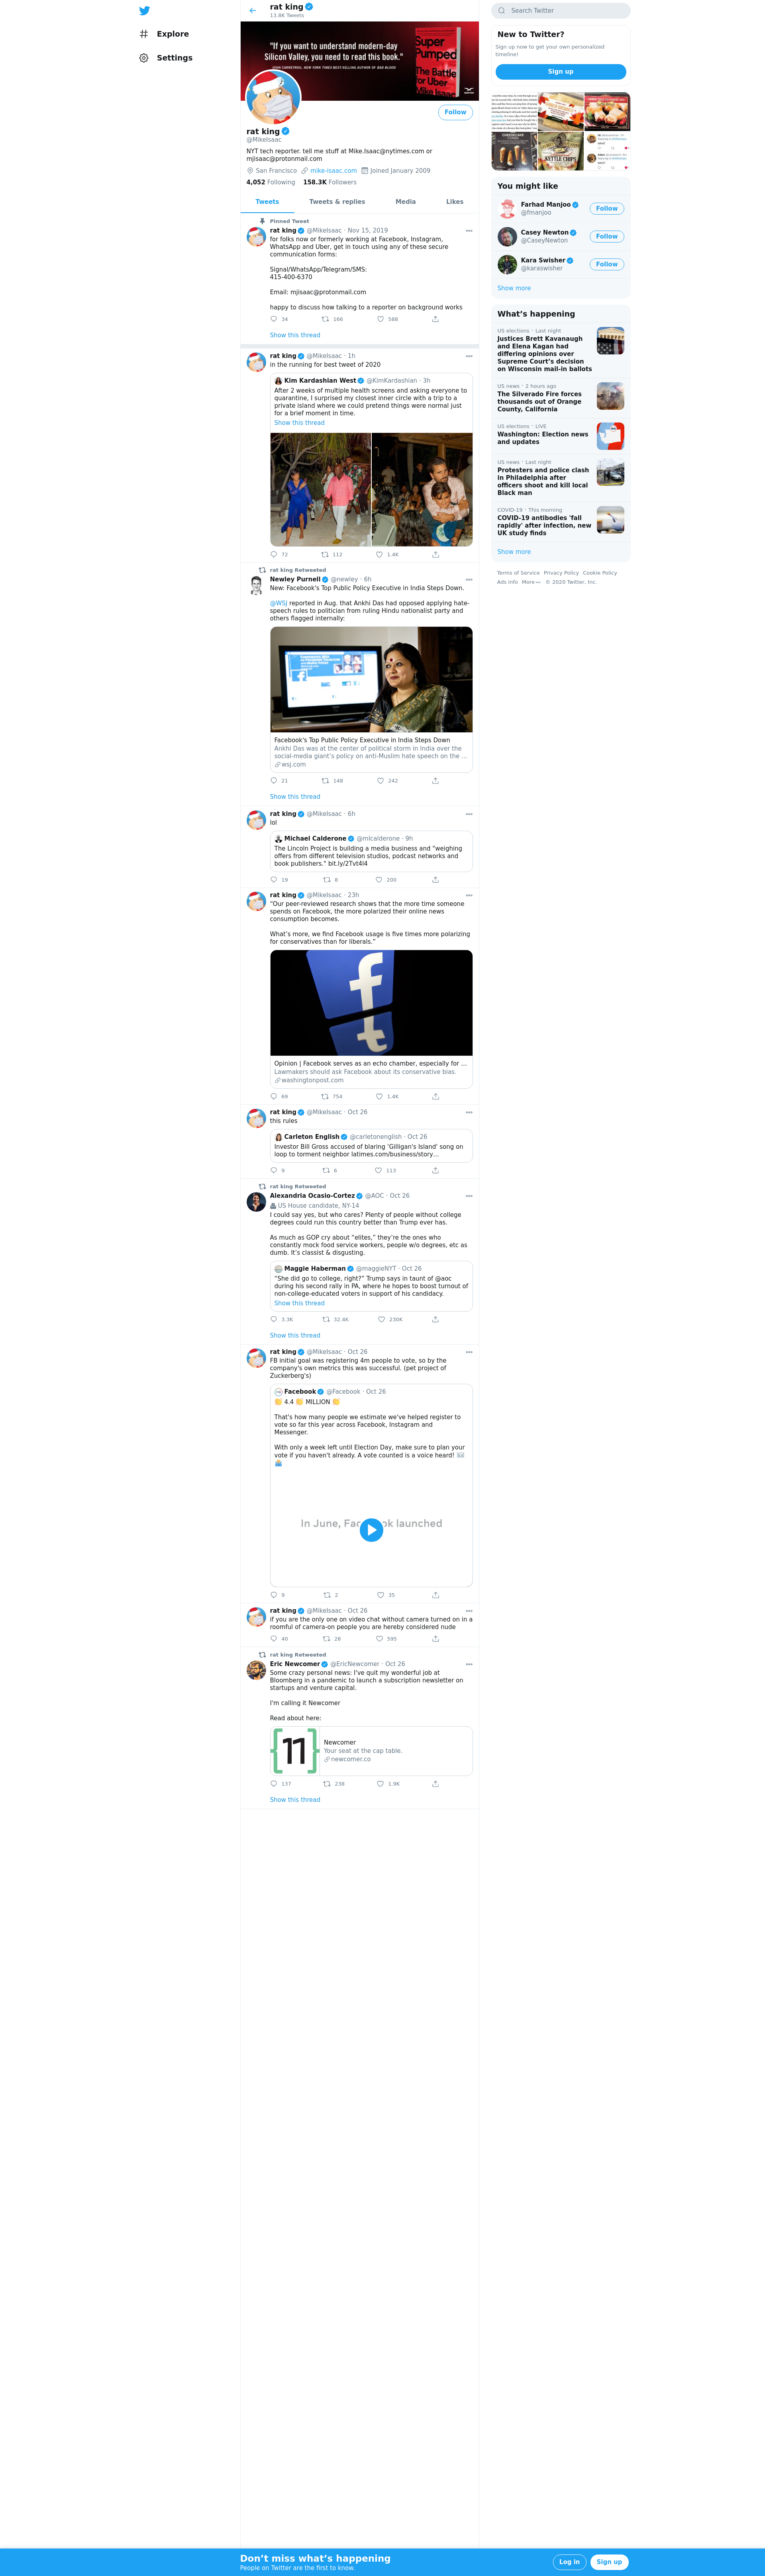 Explore
Settings
rat king
13.8K Tweets
"If you want to understand modern-day
Silicon Valley, you need to read this book."
Super
Pumped
The Battle
for Uber
Mike Isaac
Follow
rat king
@MikeIsaac
NYT tech reporter. tell me stuff at Mike.Isaac@nytimes.com or
mjisaac@protonmail.com
San Francisco mike-isaac.com Joined January 2009
4,052 Following 158.3K Followers
Tweets Tweets & replies Media Likes
Pinned Tweet
rat king @MikeIsaac · Nov 15, 2019
for folks now or formerly working at Facebook, Instagram,
WhatsApp and Uber, get in touch using any of these secure
communication forms:
Signal/WhatsApp/Telegram/SMS:
415-400-6370
Email: mjisaac@protonmail.com
happy to discuss how talking to a reporter on background works
34 166 588
Show this thread
rat king @MikeIsaac · 1h
in the running for best tweet of 2020
Kim Kardashian West @KimKardashian · 3h
After 2 weeks of multiple health screens and asking everyone to
quarantine, I surprised my closest inner circle with a trip to a
private island where we could pretend things were normal just
for a brief moment in time.
Show this thread
72 112 1.4K
rat king Retweeted
Newley Purnell @newley · 6h
New: Facebook's Top Public Policy Executive in India Steps Down.
@WSJ reported in Aug. that Ankhi Das had opposed applying hate-
speech rules to politician from ruling Hindu nationalist party and
others flagged internally:
Facebook's Top Public Policy Executive in India Steps Down
Ankhi Das was at the center of political storm in India over the
social-media giant's policy on anti-Muslim hate speech on the ...
wsj.com
21 148 242
Show this thread
rat king @MikeIsaac · 6h
lol
Michael Calderone @mlcalderone · 9h
The Lincoln Project is building a media business and "weighing
offers from different television studios, podcast networks and
book publishers." bit.ly/2Tvt4l4
19 8 200
rat king @MikeIsaac · 23h
"Our peer-reviewed research shows that the more time someone
spends on Facebook, the more polarized their online news
consumption becomes.
What's more, we find Facebook usage is five times more polarizing
for conservatives than for liberals."
Opinion | Facebook serves as an echo chamber, especially for ...
Lawmakers should ask Facebook about its conservative bias.
washingtonpost.com
69 754 1.4K
rat king @MikeIsaac · Oct 26
this rules
Carleton English @carletonenglish · Oct 26
Investor Bill Gross accused of blaring 'Gilligan's Island' song on
loop to torment neighbor latimes.com/business/story...
9 6 113
rat king Retweeted
Alexandria Ocasio-Cortez @AOC · Oct 26
US House candidate, NY-14
I could say yes, but who cares? Plenty of people without college
degrees could run this country better than Trump ever has.
As much as GOP cry about "elites," they're the ones who
constantly mock food service workers, people w/o degrees, etc as
dumb. It's classist & disgusting.
Maggie Haberman @maggieNYT · Oct 26
"She did go to college, right?" Trump says in taunt of @aoc
during his second rally in PA, where he hopes to boost turnout of
non-college-educated voters in support of his candidacy.
Show this thread
3.3K 32.4K 230K
Show this thread
rat king @MikeIsaac · Oct 26
FB initial goal was registering 4m people to vote, so by the
company's own metrics this was successful. (pet project of
Zuckerberg's)
Facebook @Facebook · Oct 26
👏 4.4 👏 MILLION 👏
That's how many people we estimate we've helped register to
vote so far this year across Facebook, Instagram and
Messenger.
With only a week left until Election Day, make sure to plan your
vote if you haven't already. A vote counted is a voice heard!
In June, Facebook launched
9 2 35
rat king @MikeIsaac · Oct 26
if you are the only one on video chat without camera turned on in a
roomful of camera-on people you are hereby considered nude
40 28 595
rat king Retweeted
Eric Newcomer @EricNewcomer · Oct 26
Some crazy personal news: I've quit my wonderful job at
Bloomberg in a pandemic to launch a subscription newsletter on
startups and venture capital.
I'm calling it Newcomer
Read about here:
{11}
Newcomer
Your seat at the cap table.
newcomer.co
137 238 1.9K
Show this thread
Search Twitter
New to Twitter?
Sign up now to get your own personalized
timeline!
Sign up
KETTLE CHIPS
You might like
Farhad Manjoo
@fmanjoo
Follow
Casey Newton
@CaseyNewton
Follow
Kara Swisher
@karaswisher
Follow
Show more
What's happening
US elections · Last night
Justices Brett Kavanaugh
and Elena Kagan had
differing opinions over
Supreme Court's decision
on Wisconsin mail-in ballots
US news · 2 hours ago
The Silverado Fire forces
thousands out of Orange
County, California
US elections · LIVE
Washington: Election news
and updates
US news · Last night
Protesters and police clash
in Philadelphia after
officers shoot and kill local
Black man
COVID-19 · This morning
COVID-19 antibodies 'fall
rapidly' after infection, new
UK study finds
Show more
Terms of Service Privacy Policy Cookie Policy
Ads info More © 2020 Twitter, Inc.
Don't miss what's happening
People on Twitter are the first to know.
Log in
Sign up